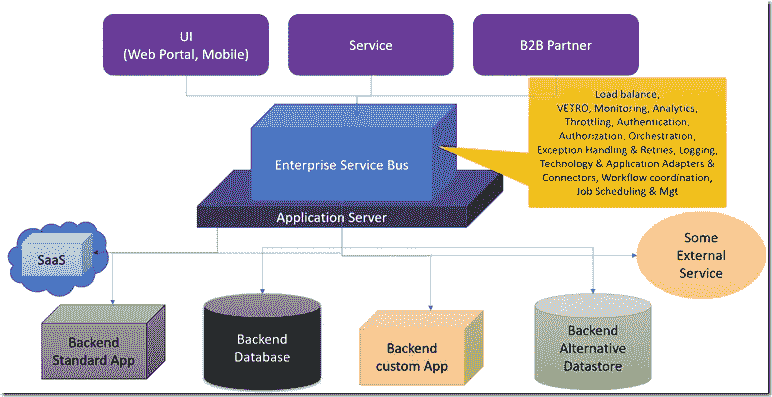 UI
(Web Portal, Mobile)
Service
B2B Partner
Load balance,
VETRO, Monitoring, Analytics,
Throttling, Authentication,
Authorization, Orchestration,
Exception Handling & Retries, Logging,
Technology & Application Adapters &
Connectors, Workflow coordination,
Job Scheduling & Mgt
Enterprise Service Bus
Application Server
SaaS
Some
External
Service
Backend
Standard App
Backend
Database
Backend
custom App
Backend
Alternative
Datastore